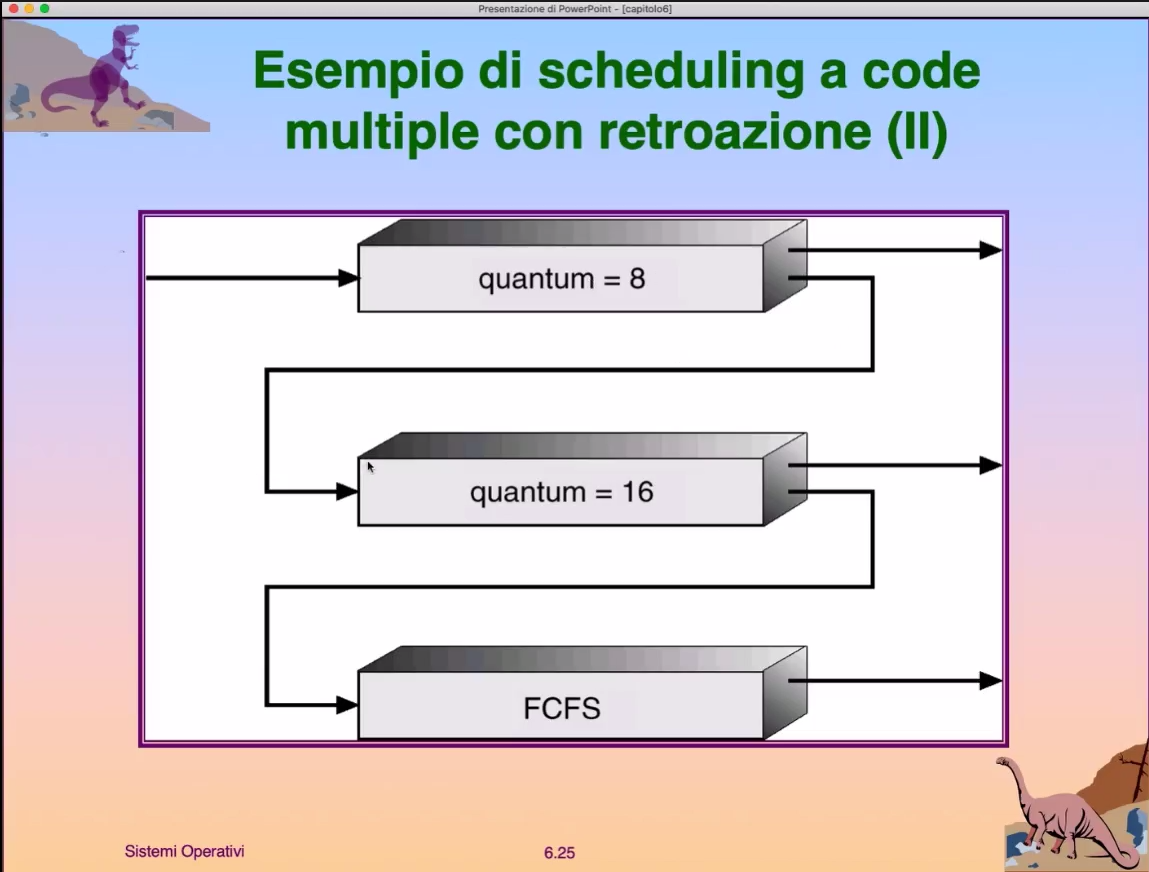 Presentazione di PowerPoint - [capitolo6]
Esempio di scheduling a code
multiple con retroazione (II)
quantum = 8
quantum = 16
FCFS
Sistemi Operativi
6.25